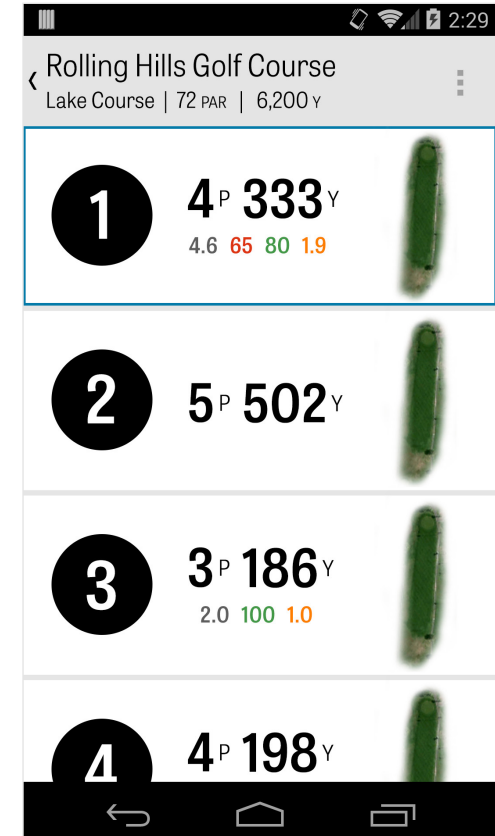 2:29
Rolling Hills Golf Course
Lake Course | 72 PAR | 6,200 Y
1 4 P 333 Y
4.6 65 80 1.9
2 5 P 502 Y
3 3 P 186 Y
2.0 100 1.0
4 4 P 198 Y